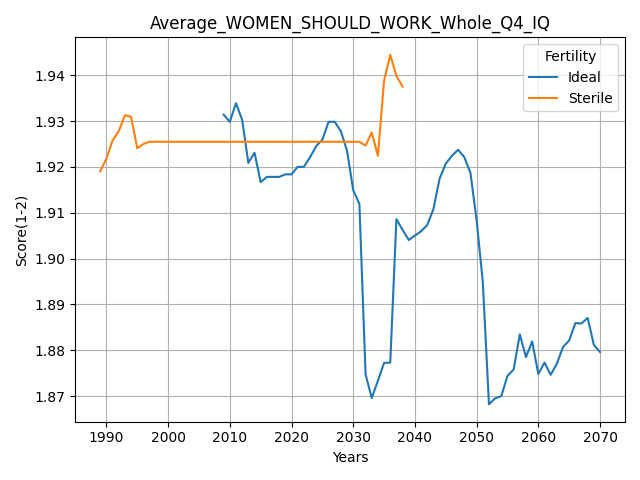 Average_WOMEN_SHOULD_WORK_Whole_Q4_IQ
Fertility
Ideal
Sterile
Score(1-2)
1.94
1.93
1.92
1.91
1.90
1.89
1.88
1.87
1990 2000 2010 2020 2030 2040 2050 2060 2070
Years